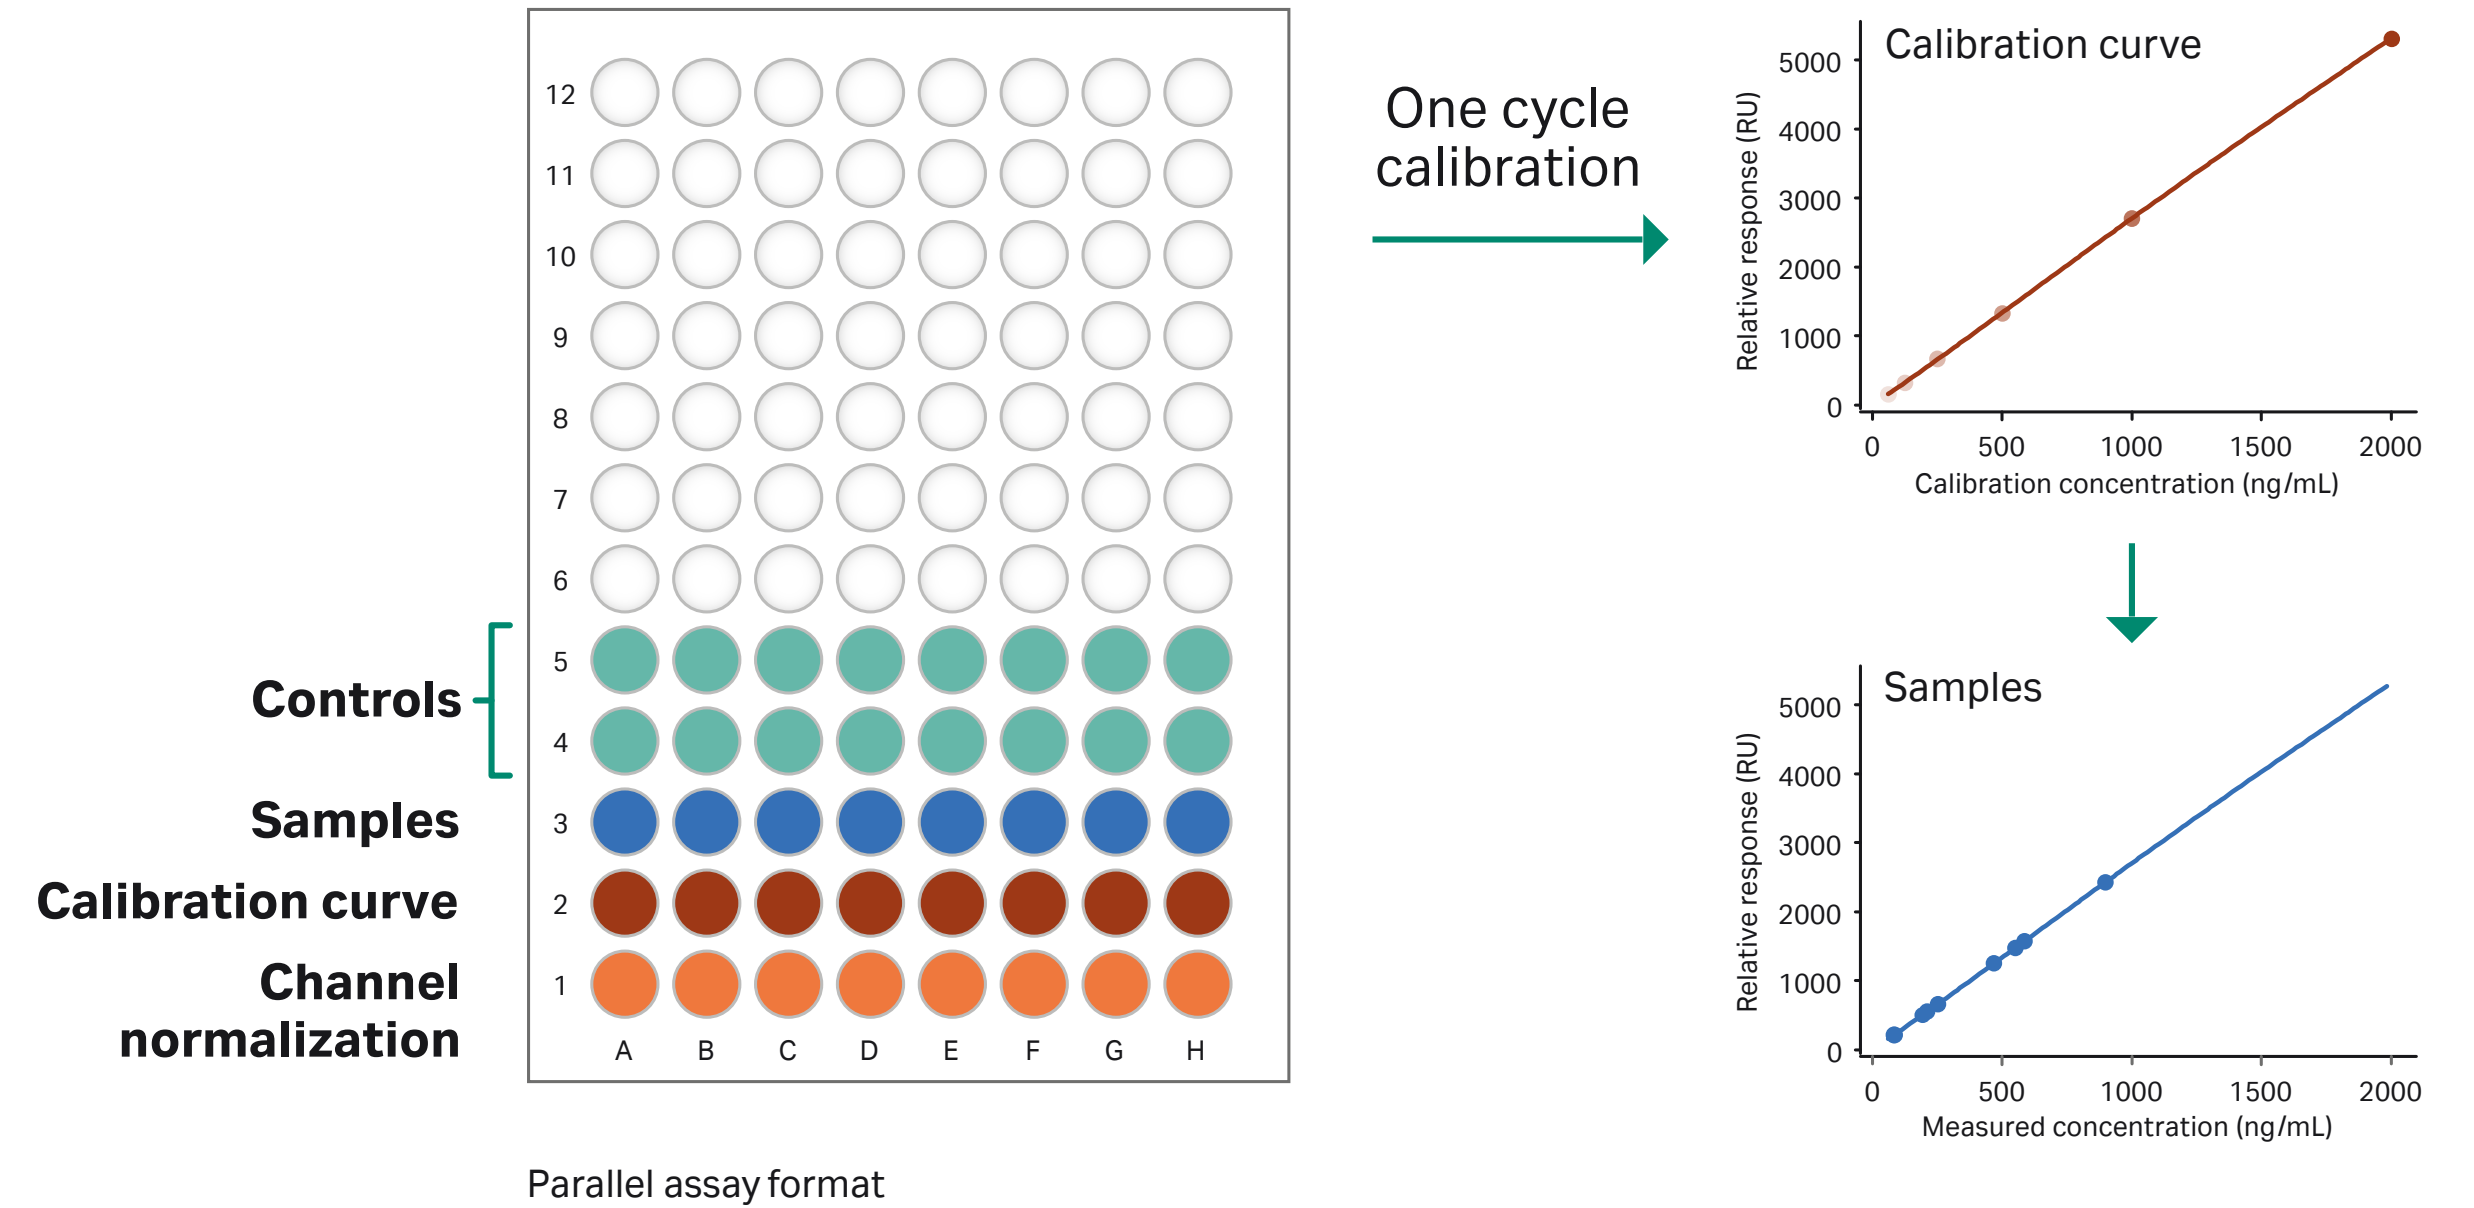 12
11
10
9
8
7
6
5
4
3
2
1
A B C D E F G H
Controls
Samples
Calibration curve
Channel
normalization
Parallel assay format
One cycle
calibration
Calibration curve
Relative response (RU)
5000
4000
3000
2000
1000
0
0 500 1000 1500 2000
Calibration concentration (ng/mL)
Samples
Relative response (RU)
5000
4000
3000
2000
1000
0
0 500 1000 1500 2000
Measured concentration (ng/mL)